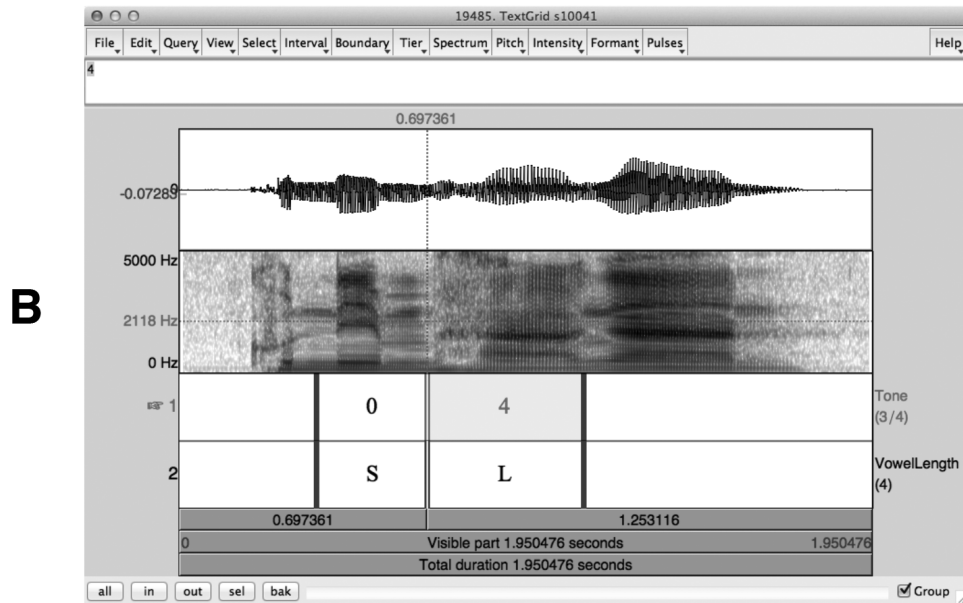 19485. TextGrid s10041
File Edit Query View Select Interval Boundary Tier Spectrum Pitch Intensity Formant Pulses Help
4
0.697361
0
-0.07283
5000 Hz
B
2118 Hz
0 Hz
1 0 4 Tone
(3/4)
2 S L VowelLength
(4)
0.697361 1.253116
0 Visible part 1.950476 seconds 1.950476
Total duration 1.950476 seconds
all in out sel bak Group